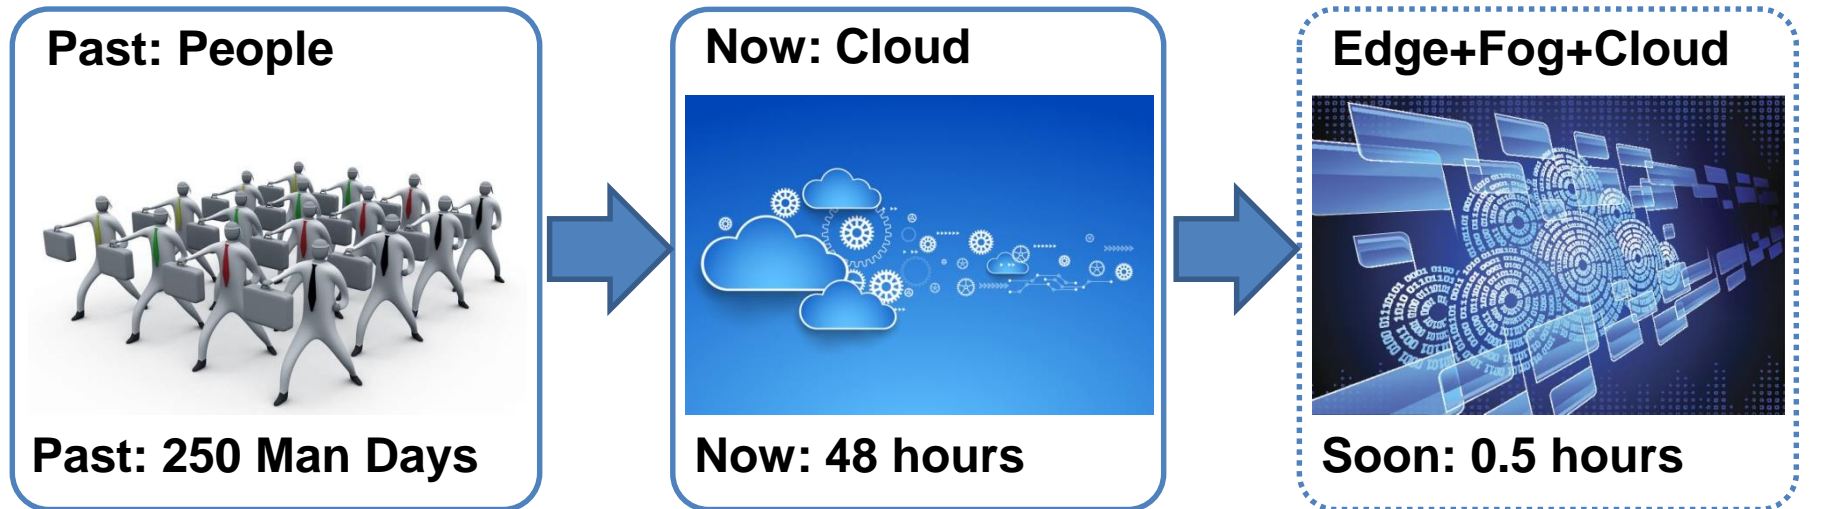 Past: People
Past: 250 Man Days
Now: Cloud
Now: 48 hours
Edge+Fog+Cloud
Soon: 0.5 hours